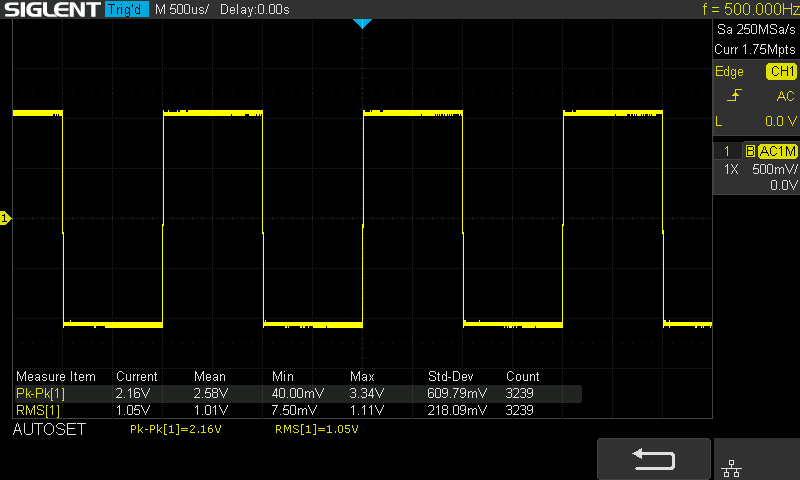 SIGLENT Trig'd M 500us/ Delay:0.00s f = 500.000Hz
Sa 250MSa/s
Curr 1.75Mpts
Edge CH1
AC
L 0.0 V
1 B AC1M
1X 500mV/
0.0V
1
Measure Item Current Mean Min Max Std-Dev Count
Pk-Pk[1] 2.16V 2.58V 40.00mV 3.34V 609.79mV 3239
RMS[1] 1.05V 1.01V 7.50mV 1.11V 218.09mV 3239
AUTOSET Pk-Pk[1]=2.16V RMS[1]=1.05V